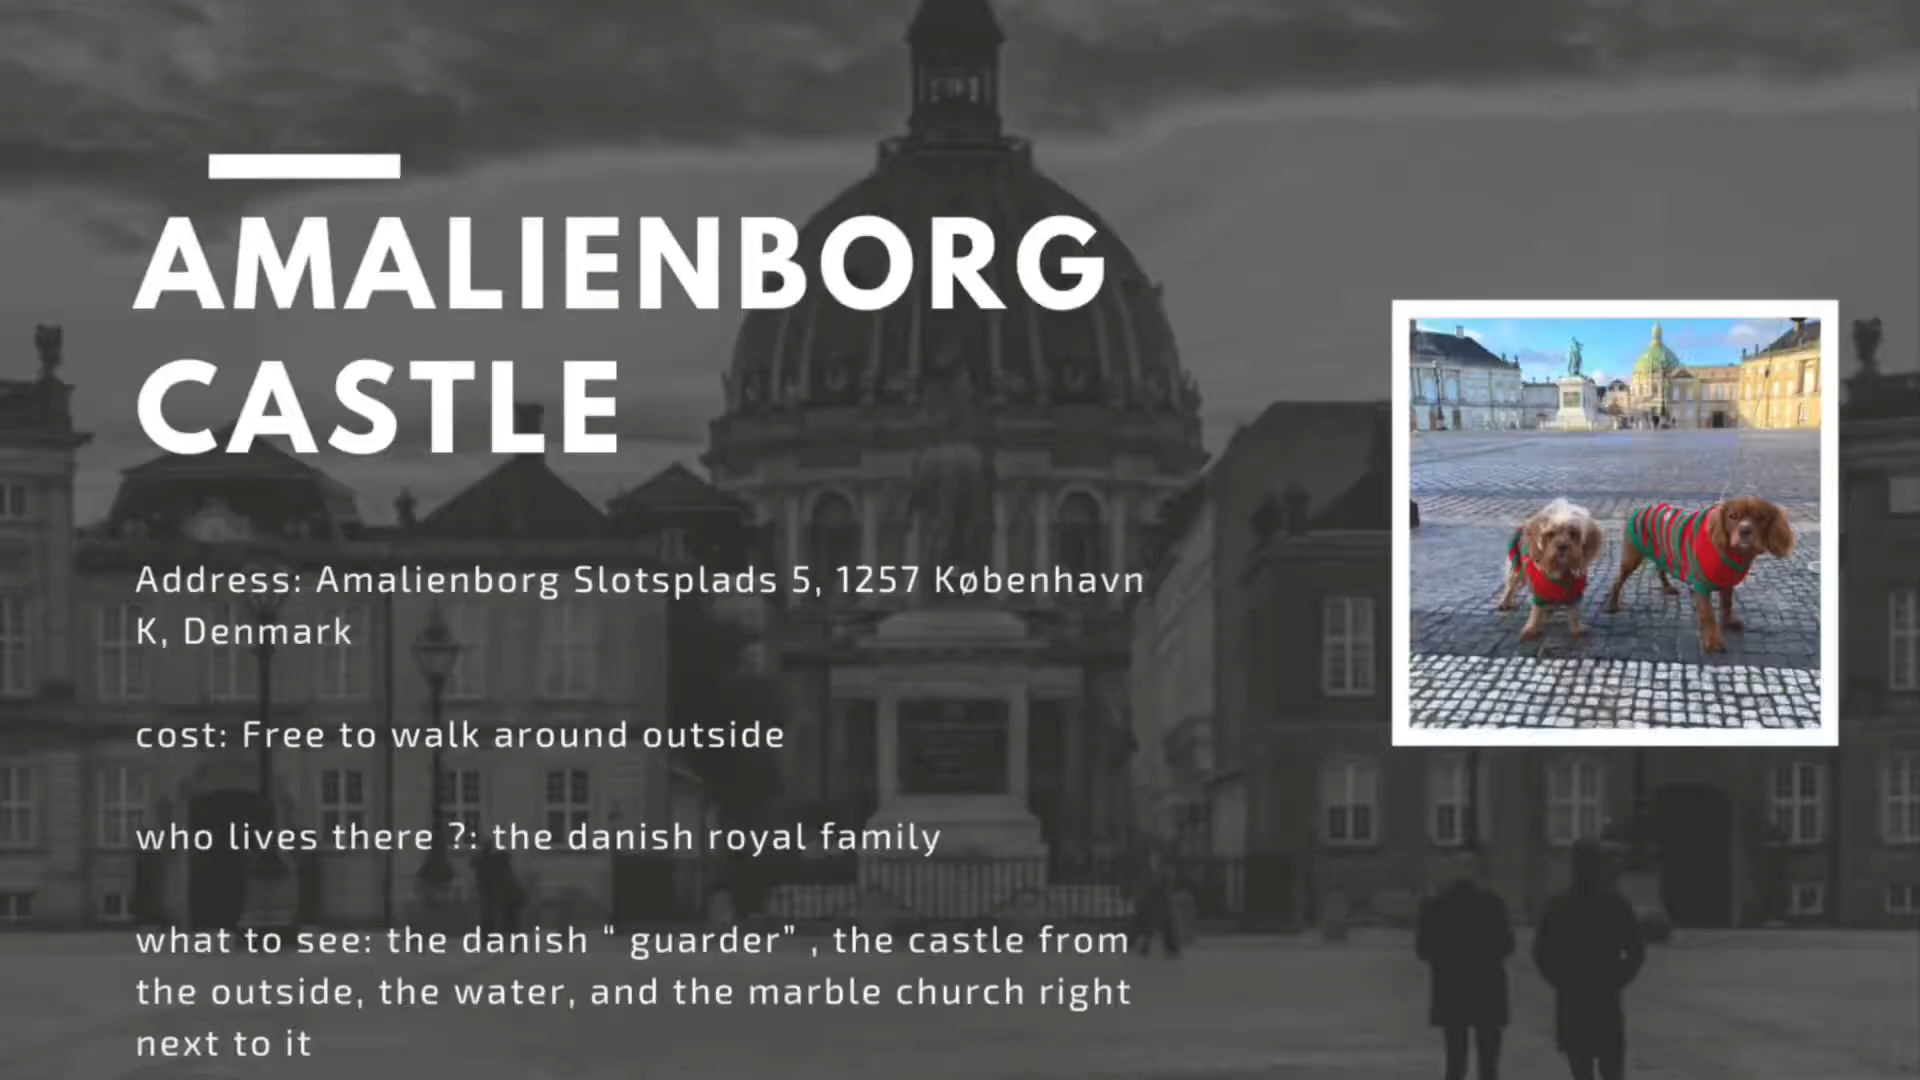 AMALIENBORG
CASTLE
Address: Amalienborg Slotsplads 5, 1257 København
K, Denmark
cost: Free to walk around outside
who lives there ?: the danish royal family
what to see: the danish “ guarder” , the castle from
the outside, the water, and the marble church right
next to it